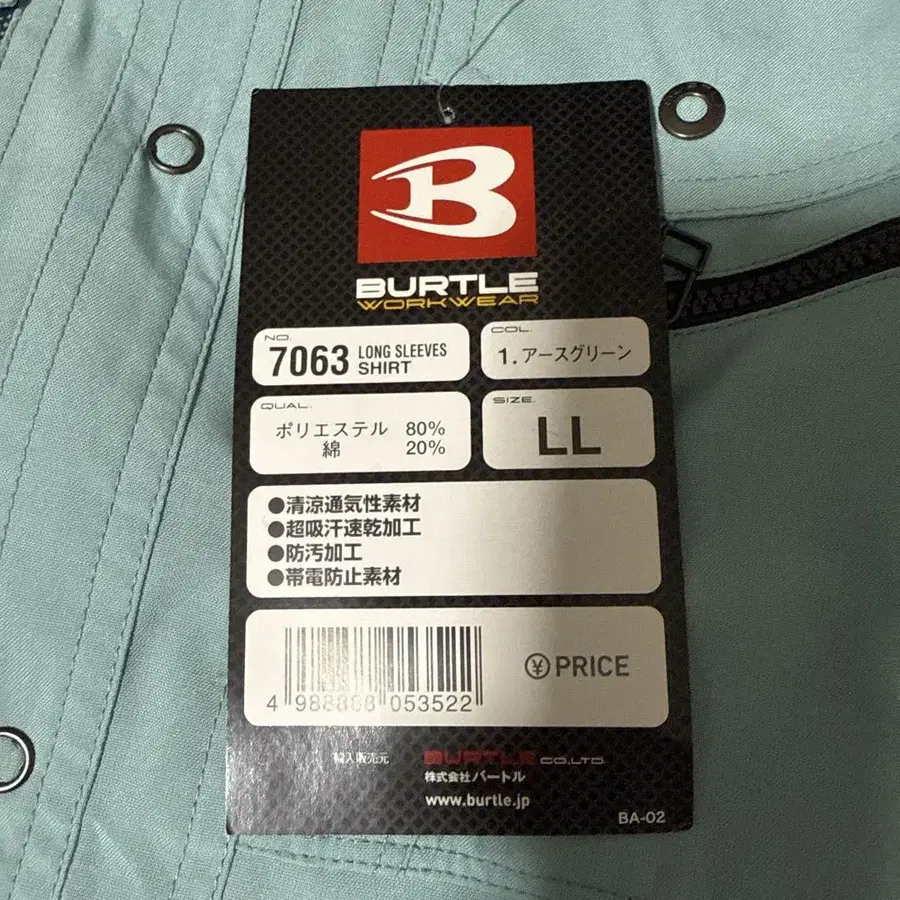 BURTLE
WORKWEAR
NO.
7063 LONG SLEEVES SHIRT
COL.
1.アースグリーン
QUAL.
ポリエステル 80%
綿 20%
SIZE.
LL
●清涼通気性素材
●超吸汗速乾加工
●防汚加工
●帯電防止素材
4 988888 053522
¥ PRICE
輸入販売元 BURTLE CO.,LTD.
株式会社バートル
www.burtle.jp
BA-02